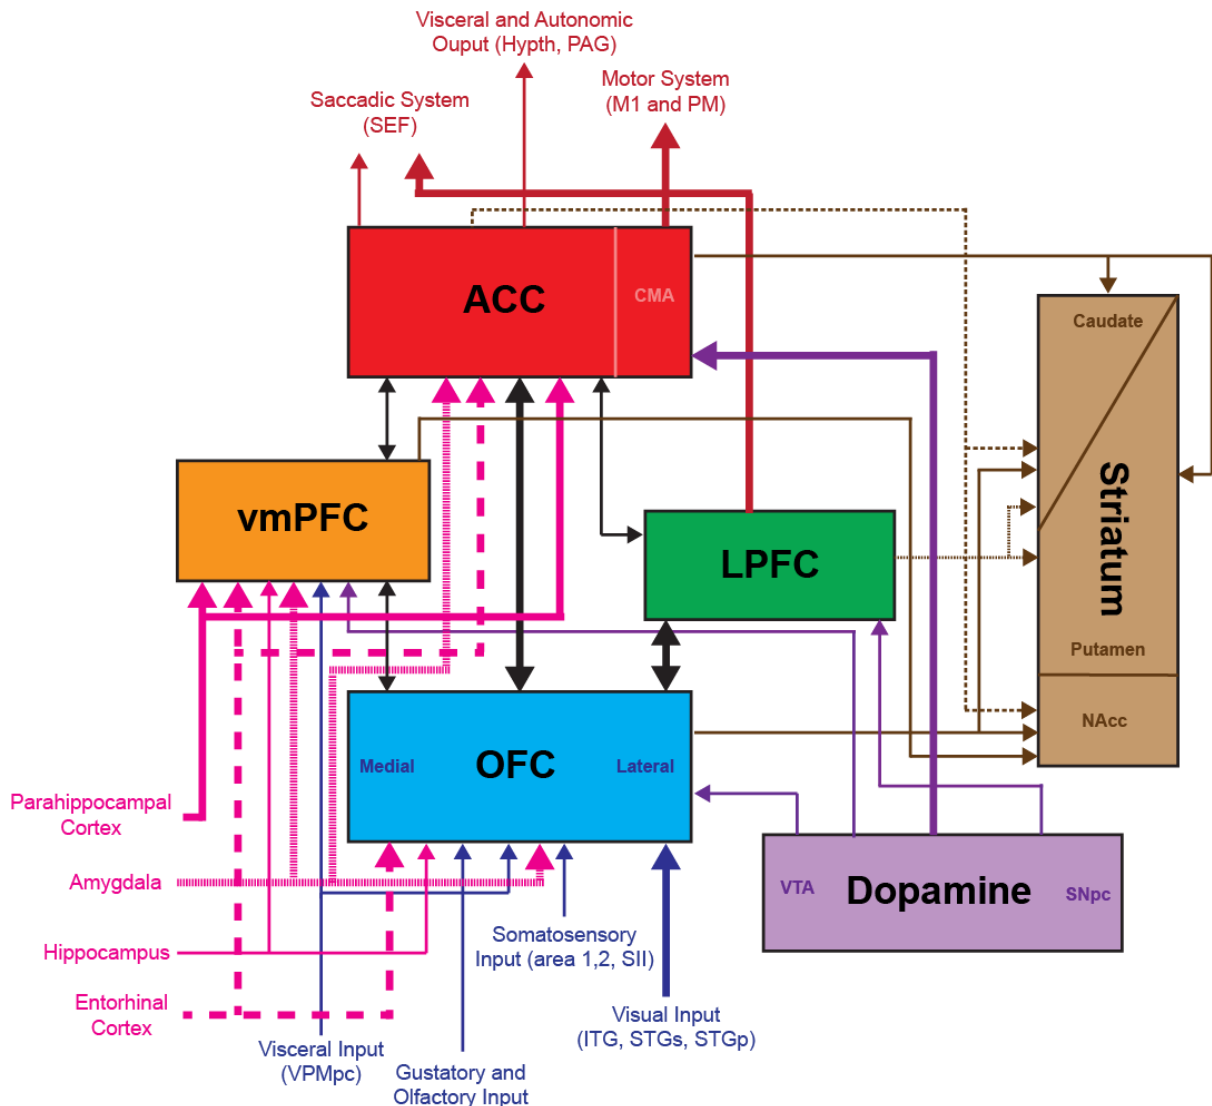 Visceral and Autonomic
Ouput (Hypth, PAG)
Motor System
(M1 and PM)
Saccadic System
(SEF)
ACC
CMA
Caudate
Striatum
Putamen
NAcc
vmPFC
LPFC
Medial
OFC
Lateral
Parahippocampal
Cortex
Amygdala
Hippocampus
Entorhinal
Cortex
VTA
Dopamine
SNpc
Somatosensory
Input (area 1,2, SII)
Visual Input
(ITG, STGs, STGp)
Visceral Input
(VPMpc)
Gustatory and
Olfactory Input